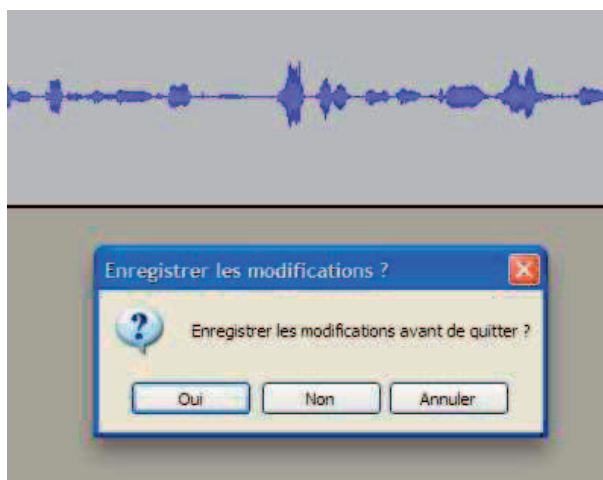 Enregistrer les modifications ?
Enregistrer les modifications avant de quitter ?
Oui Non Annuler